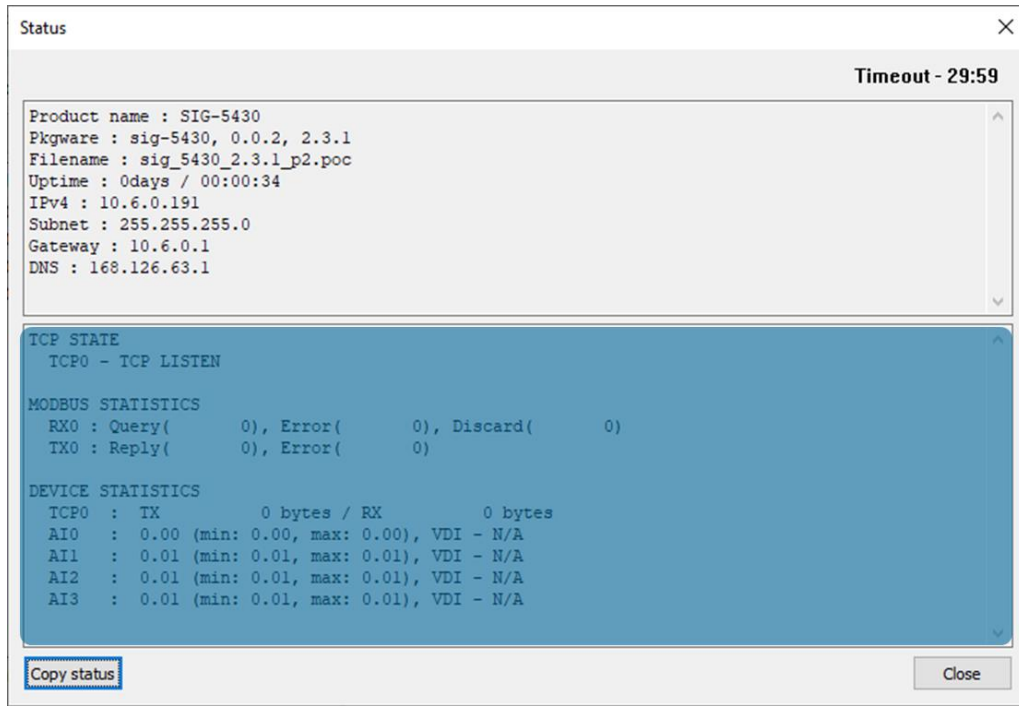 Status
Timeout - 29:59
Product name : SIG-5430
Pkgware : sig-5430, 0.0.2, 2.3.1
Filename : sig_5430_2.3.1_p2.poc
Uptime : 0days / 00:00:34
IPv4 : 10.6.0.191
Subnet : 255.255.255.0
Gateway : 10.6.0.1
DNS : 168.126.63.1
TCP STATE
  TCP0 - TCP LISTEN
MODBUS STATISTICS
  RX0 : Query(       0), Error(       0), Discard(       0)
  TX0 : Reply(       0), Error(       0)
DEVICE STATISTICS
  TCP0  :  TX          0 bytes / RX          0 bytes
  AI0   :  0.00 (min: 0.00, max: 0.00), VDI - N/A
  AI1   :  0.01 (min: 0.01, max: 0.01), VDI - N/A
  AI2   :  0.01 (min: 0.01, max: 0.01), VDI - N/A
  AI3   :  0.01 (min: 0.01, max: 0.01), VDI - N/A
Copy status
Close